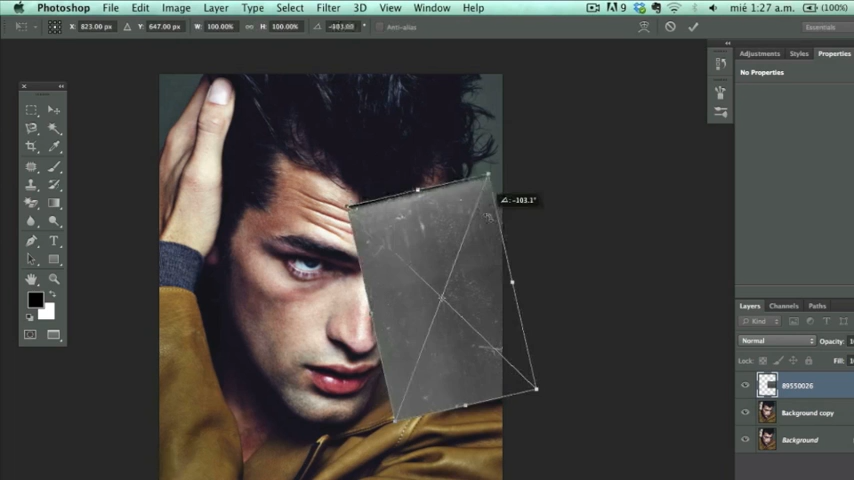 Photoshop File Edit Image Layer Type Select Filter 3D View Window Help 9 mié 1:27 a.m. (100%)
X: 823.00 px Y: 647.00 px W: 100.00% H: 100.00% Anti-alias Essentials
Adjustments Styles Properties
No Properties
-103.1°
T
Layers Channels Paths
Kind
Normal Opacity:
Lock: Fill:
89550026
Background copy
Background